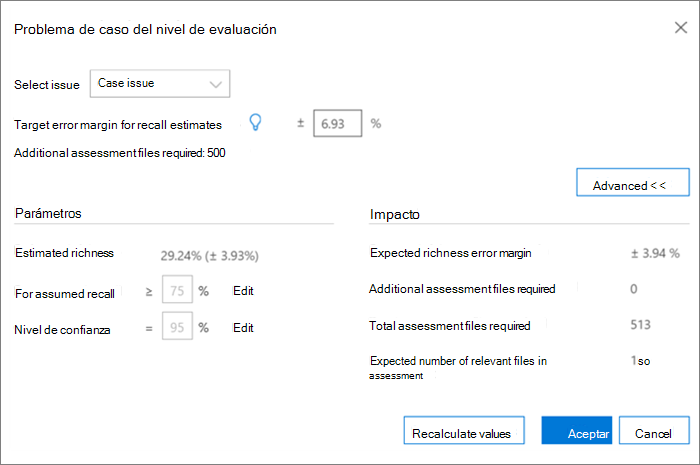 Problema de caso del nivel de evaluación
Select issue Case issue
Target error margin for recall estimates ± 6.93 %
Additional assessment files required: 500
Advanced <<
Parámetros
Impacto
Estimated richness 29.24% (± 3.93%)
Expected richness error margin ± 3.94 %
For assumed recall ≥ 75 % Edit
Additional assessment files required 0
Nivel de confianza = 95 % Edit
Total assessment files required 513
Expected number of relevant files in 1so
assessment
Recalculate values Aceptar Cancel